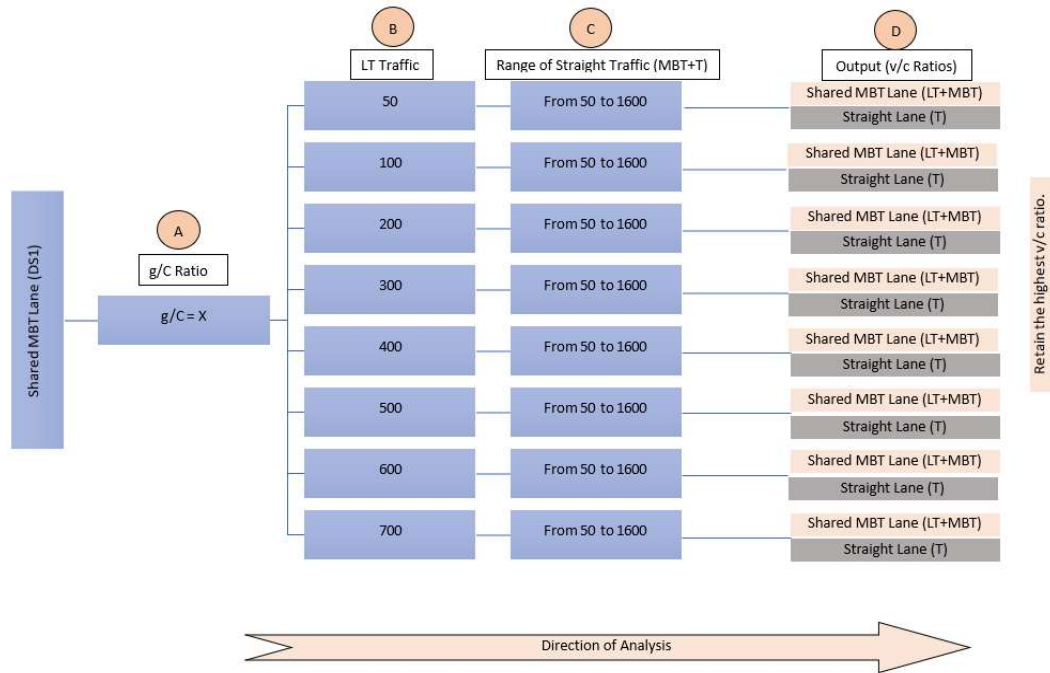 B
C
D
LT Traffic
Range of Straight Traffic (MBT+T)
Output (v/c Ratios)
50
From 50 to 1600
Shared MBT Lane (LT+MBT)
Straight Lane (T)
100
From 50 to 1600
Shared MBT Lane (LT+MBT)
Straight Lane (T)
Shared MBT Lane (DS1)
A
g/C Ratio
g/C = X
200
From 50 to 1600
Shared MBT Lane (LT+MBT)
Straight Lane (T)
300
From 50 to 1600
Shared MBT Lane (LT+MBT)
Straight Lane (T)
400
From 50 to 1600
Shared MBT Lane (LT+MBT)
Straight Lane (T)
500
From 50 to 1600
Shared MBT Lane (LT+MBT)
Straight Lane (T)
600
From 50 to 1600
Shared MBT Lane (LT+MBT)
Straight Lane (T)
700
From 50 to 1600
Shared MBT Lane (LT+MBT)
Straight Lane (T)
Retain the highest v/c ratio.
Direction of Analysis